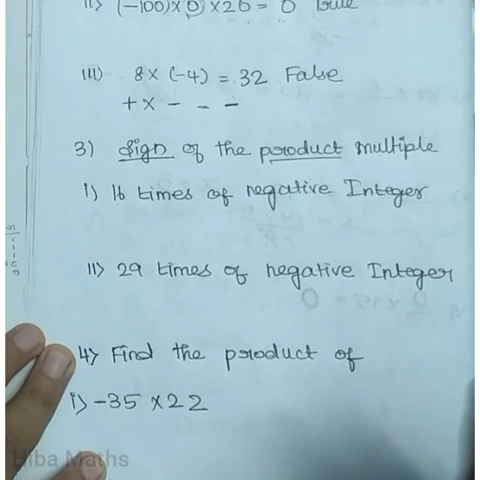 ii) (-100) × 0 × 20 = 0 True
iii) 8 × (-4) = 32 False
+ × - - -
3) Sign of the product multiple
i) 16 times of negative Integer
ii) 29 times of negative Integer
4) Find the product of
i) -35 × 22
Hiba Maths